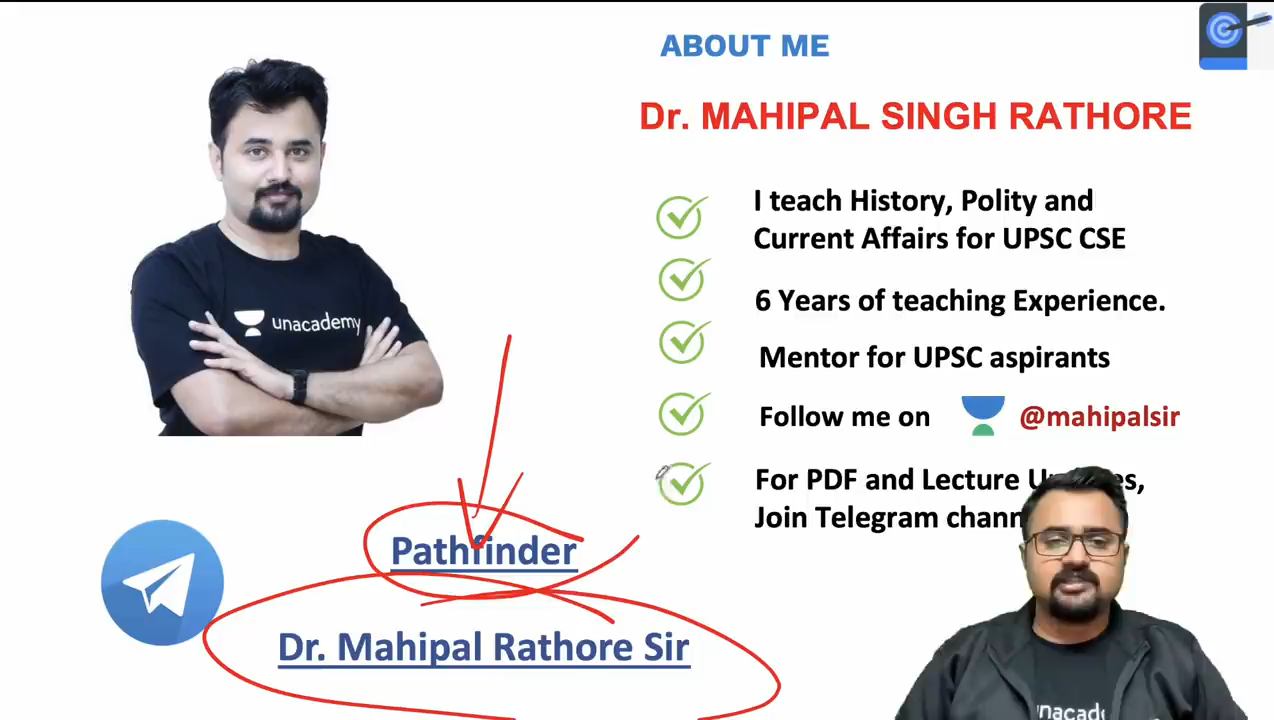 ABOUT ME
Dr. MAHIPAL SINGH RATHORE
I teach History, Polity and
Current Affairs for UPSC CSE
6 Years of teaching Experience.
Mentor for UPSC aspirants
Follow me on @mahipalsir
For PDF and Lecture
Join Telegram
unacademy
Pathfinder
Dr. Mahipal Rathore Sir